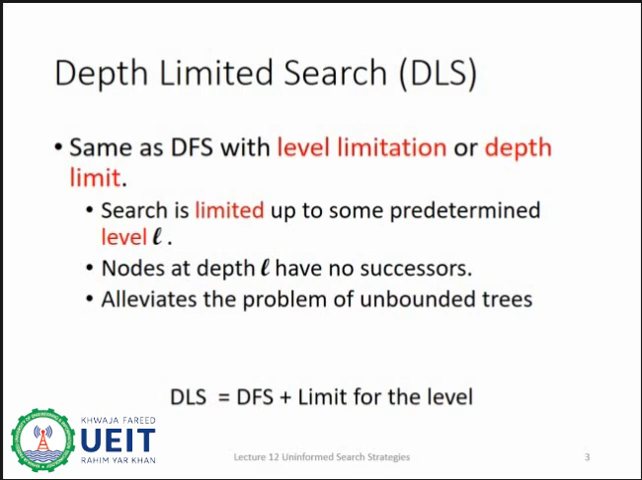 Depth Limited Search (DLS)
• Same as DFS with level limitation or depth
limit.
• Search is limited up to some predetermined
level ℓ .
• Nodes at depth ℓ have no successors.
• Alleviates the problem of unbounded trees
DLS = DFS + Limit for the level
KHWAJA FAREED
UEIT
RAHIM YAR KHAN
Lecture 12 Uninformed Search Strategies
3